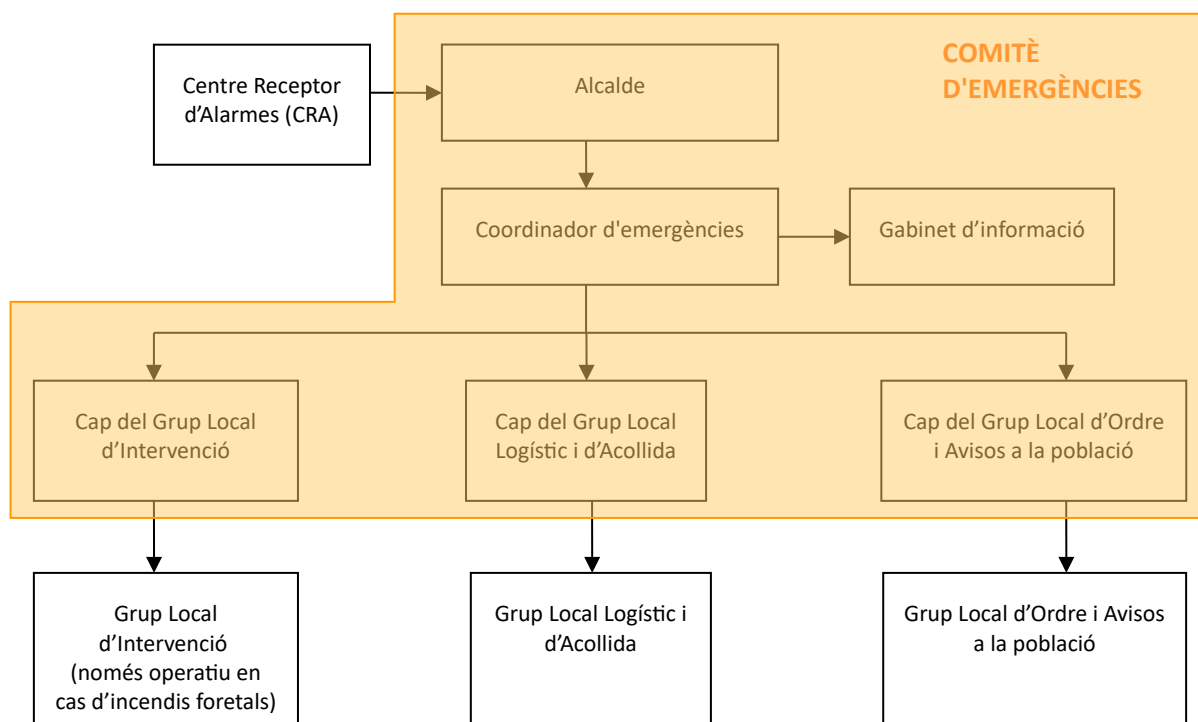 COMITÈ
D'EMERGÈNCIES
Centre Receptor
d’Alarmes (CRA)
Alcalde
Coordinador d'emergències
Gabinet d’informació
Cap del Grup Local
d’Intervenció
Cap del Grup Local
Logístic i d’Acollida
Cap del Grup Local d’Ordre
i Avisos a la població
Grup Local
d’Intervenció
(només operatiu en
cas d’incendis foretals)
Grup Local Logístic i
d’Acollida
Grup Local d’Ordre i Avisos
a la població